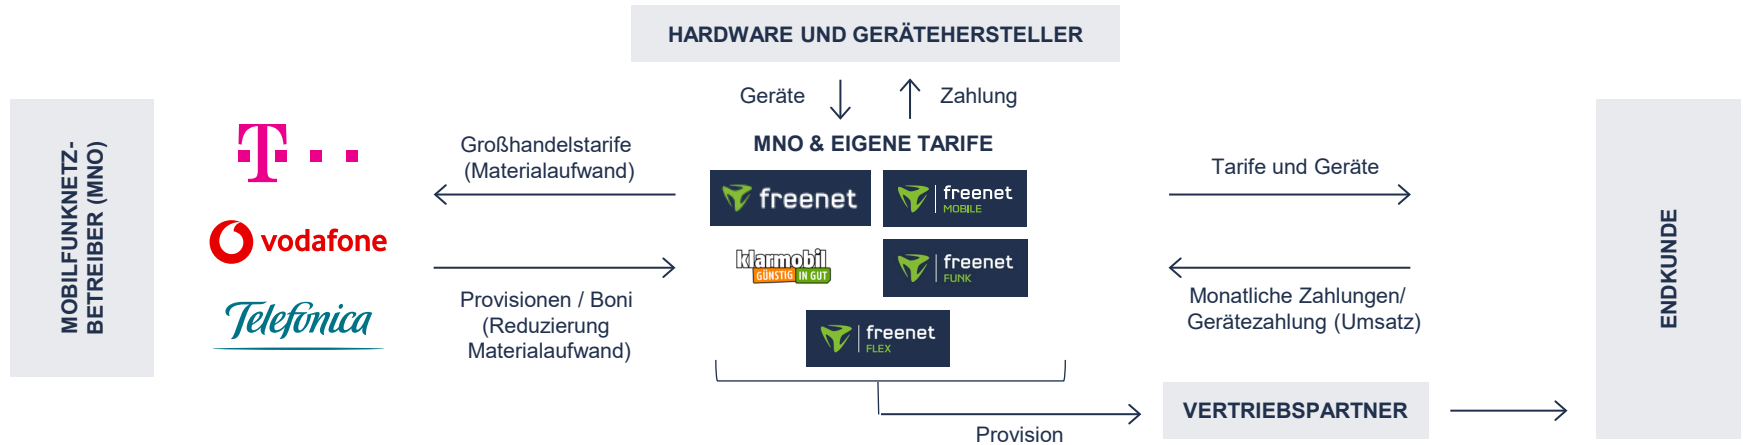 HARDWARE UND GERÄTEHERSTELLER
Geräte
Zahlung
MOBILFUNKNETZ-
BETREIBER (MNO)
T
vodafone
Telefónica
Großhandelstarife
(Materialaufwand)
Provisionen / Boni
(Reduzierung
Materialaufwand)
MNO & EIGENE TARIFE
freenet
freenet
MOBILE
klarmobil
GÜNSTIG IN GUT
freenet
FUNK
freenet
FLEX
Tarife und Geräte
Monatliche Zahlungen/
Gerätezahlung (Umsatz)
Provision
VERTRIEBSPARTNER
ENDKUNDE